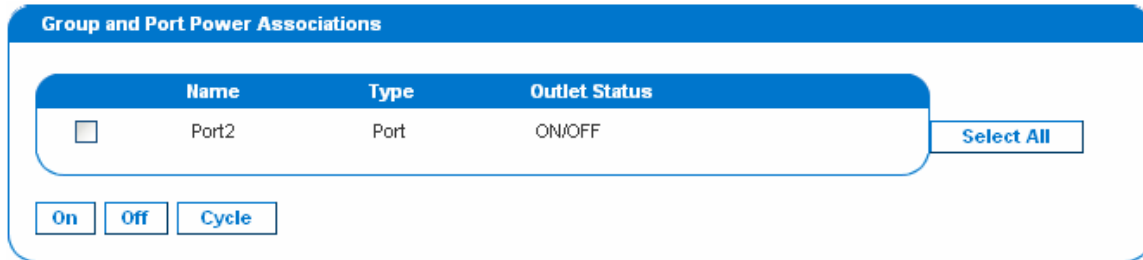 Group and Port Power Associations
Name Type Outlet Status
Port2 Port ON/OFF
Select All
On Off Cycle